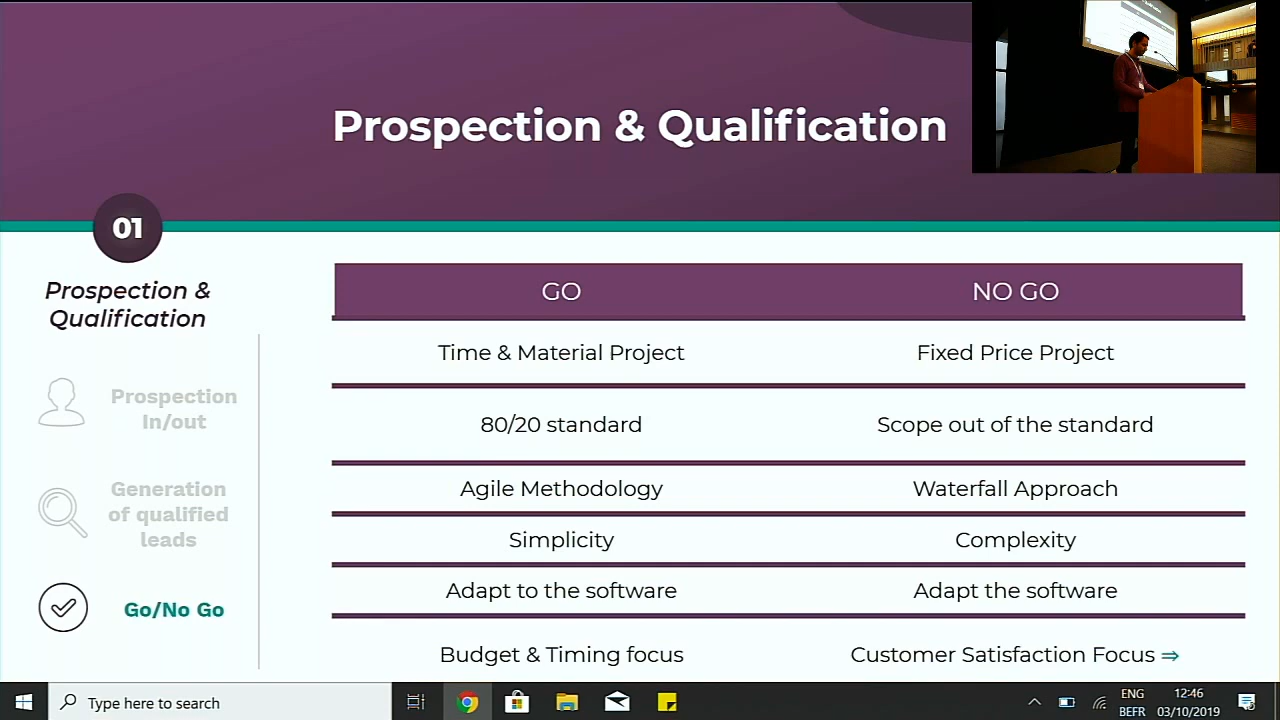 Prospection & Qualification
01
Prospection &
Qualification
Prospection
In/out
Generation
of qualified
leads
Go/No Go
GO NO GO
Time & Material Project Fixed Price Project
80/20 standard Scope out of the standard
Agile Methodology Waterfall Approach
Simplicity Complexity
Adapt to the software Adapt the software
Budget & Timing focus Customer Satisfaction Focus ⇒
Type here to search
ENG
BEFR
12:46
03/10/2019